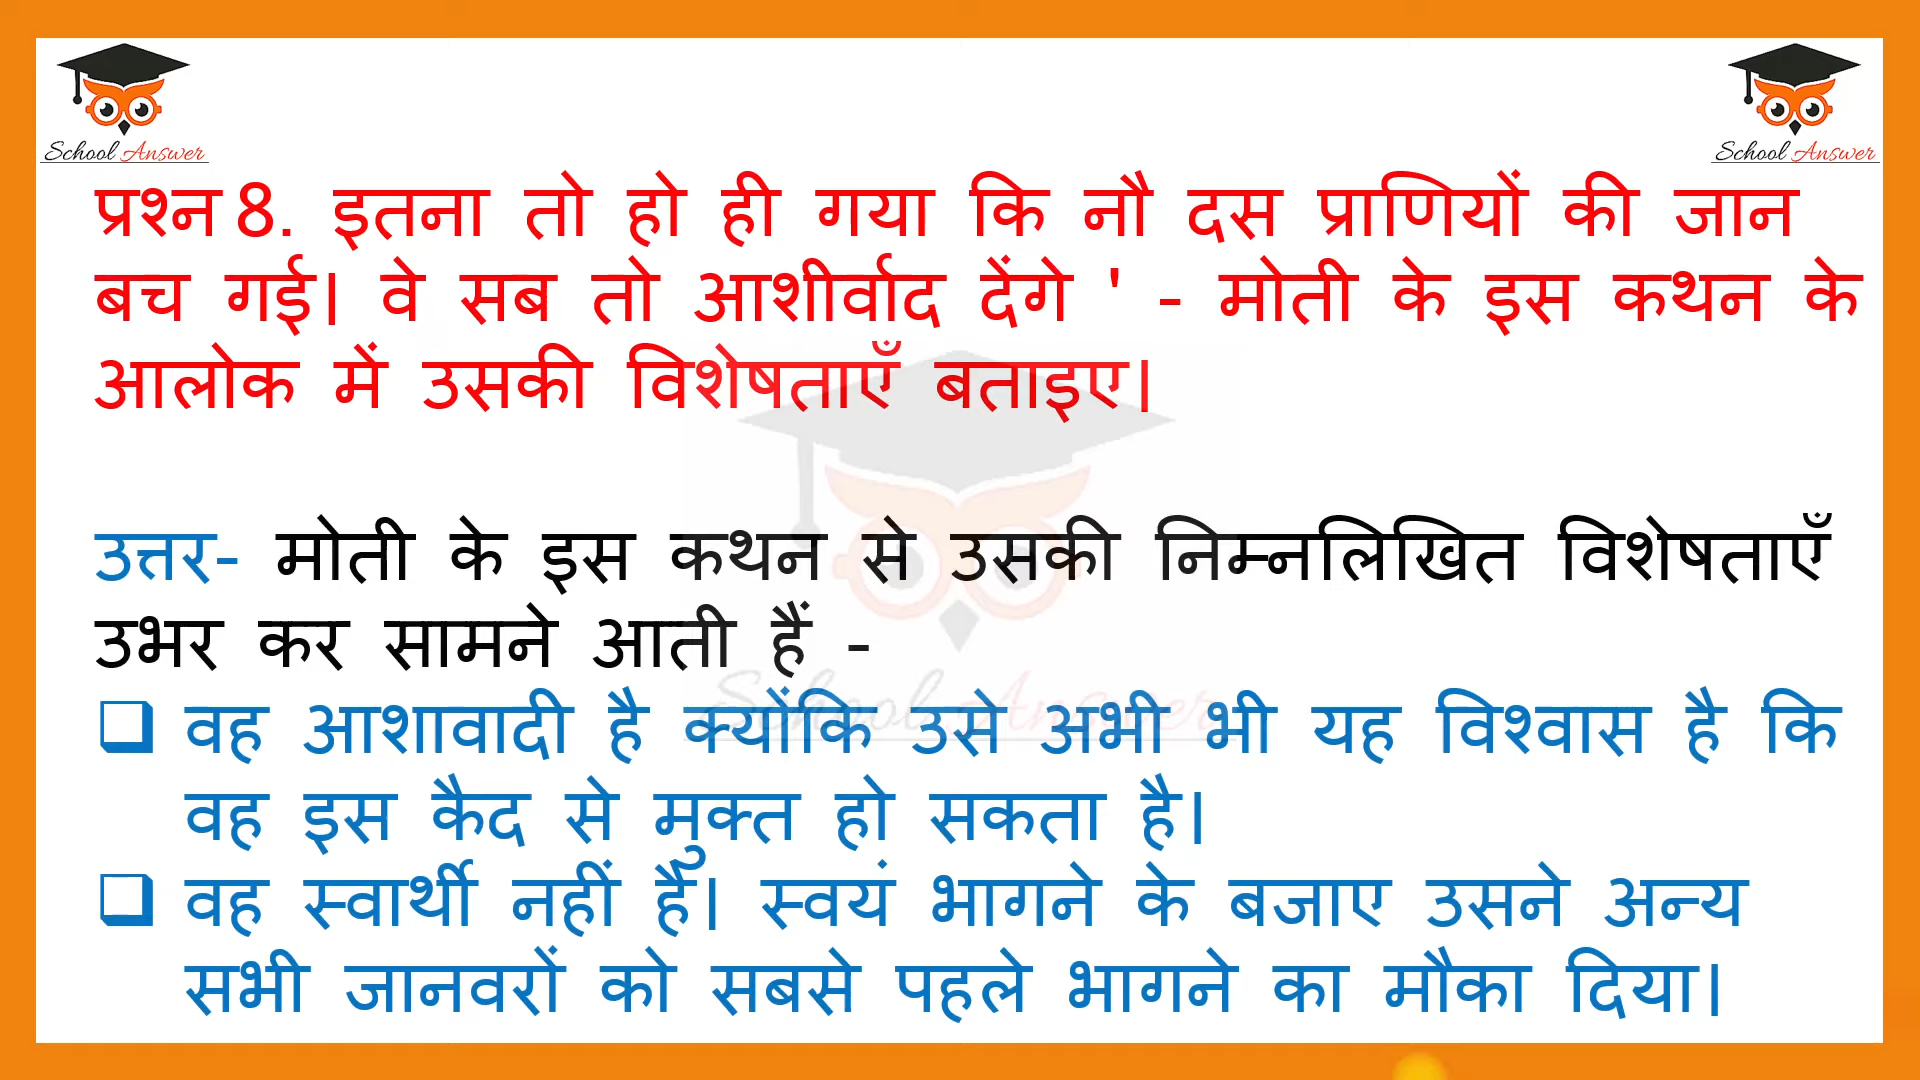 School Answer
School Answer
प्रश्न 8. इतना तो हो ही गया कि नौ दस प्राणियों की जान
बच गई। वे सब तो आशीर्वाद देंगे ' - मोती के इस कथन के
आलोक में उसकी विशेषताएँ बताइए।
उत्तर- मोती के इस कथन से उसकी निम्नलिखित विशेषताएँ
उभर कर सामने आती हैं -
School Answer
❑ वह आशावादी है क्योंकि उसे अभी भी यह विश्वास है कि
वह इस कैद से मुक्त हो सकता है।
❑ वह स्वार्थी नहीं है। स्वयं भागने के बजाए उसने अन्य
सभी जानवरों को सबसे पहले भागने का मौका दिया।